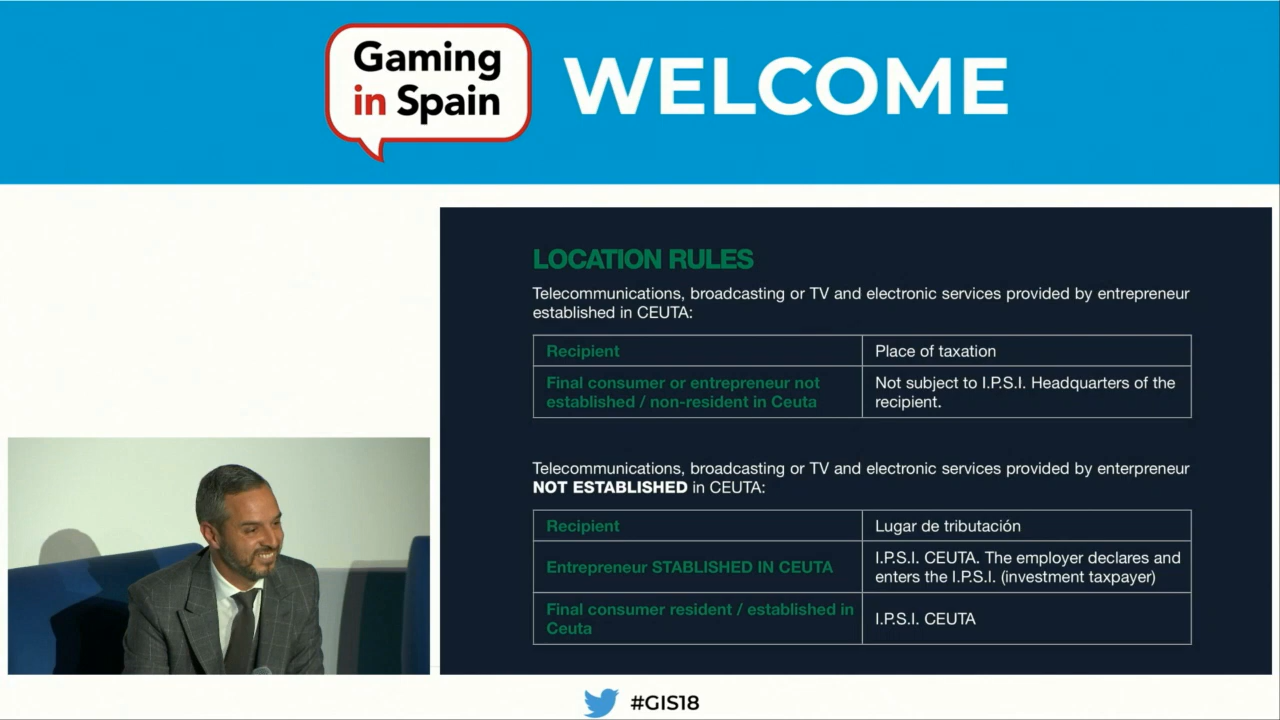 Gaming
in Spain
WELCOME
LOCATION RULES
Telecommunications, broadcasting or TV and electronic services provided by entrepreneur
established in CEUTA:
Recipient
Place of taxation
Final consumer or entrepreneur not
established / non-resident in Ceuta
Not subject to I.P.S.I. Headquarters of the
recipient.
Telecommunications, broadcasting or TV and electronic services provided by enterpreneur
NOT ESTABLISHED in CEUTA:
Recipient
Lugar de tributación
Entrepreneur STABLISHED IN CEUTA
I.P.S.I. CEUTA. The employer declares and
enters the I.P.S.I. (investment taxpayer)
Final consumer resident / established in
Ceuta
I.P.S.I. CEUTA
#GIS18